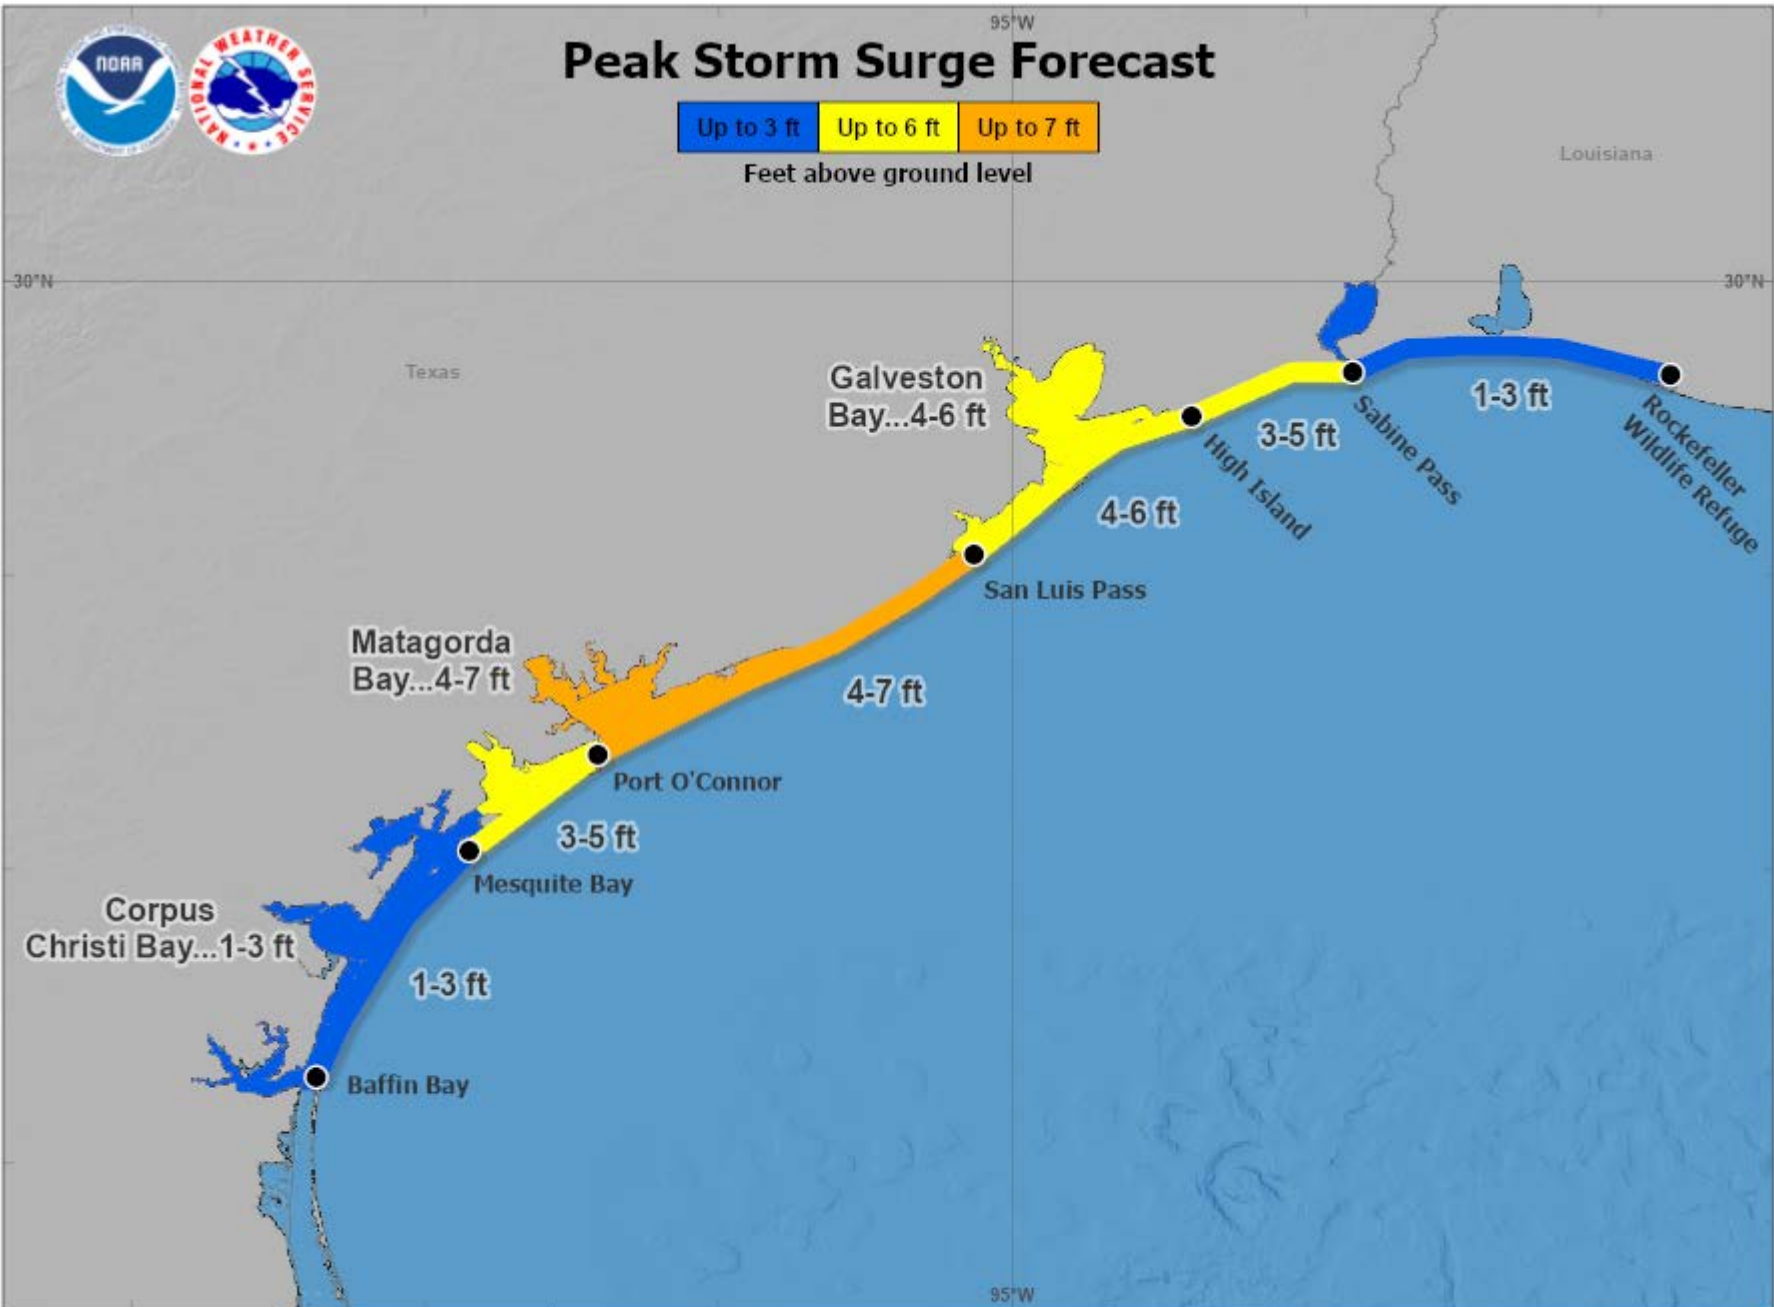 95°W
Peak Storm Surge Forecast
NOAA
NATIONAL WEATHER SERVICE
Up to 3 ft
Up to 6 ft
Up to 7 ft
Feet above ground level
Louisiana
30°N
30°N
Texas
Galveston
Bay...4-6 ft
1-3 ft
Sabine Pass
Rockefeller
Wildlife Refuge
3-5 ft
High Island
4-6 ft
San Luis Pass
Matagorda
Bay...4-7 ft
4-7 ft
Port O'Connor
3-5 ft
Mesquite Bay
Corpus
Christi Bay...1-3 ft
1-3 ft
Baffin Bay
95°W